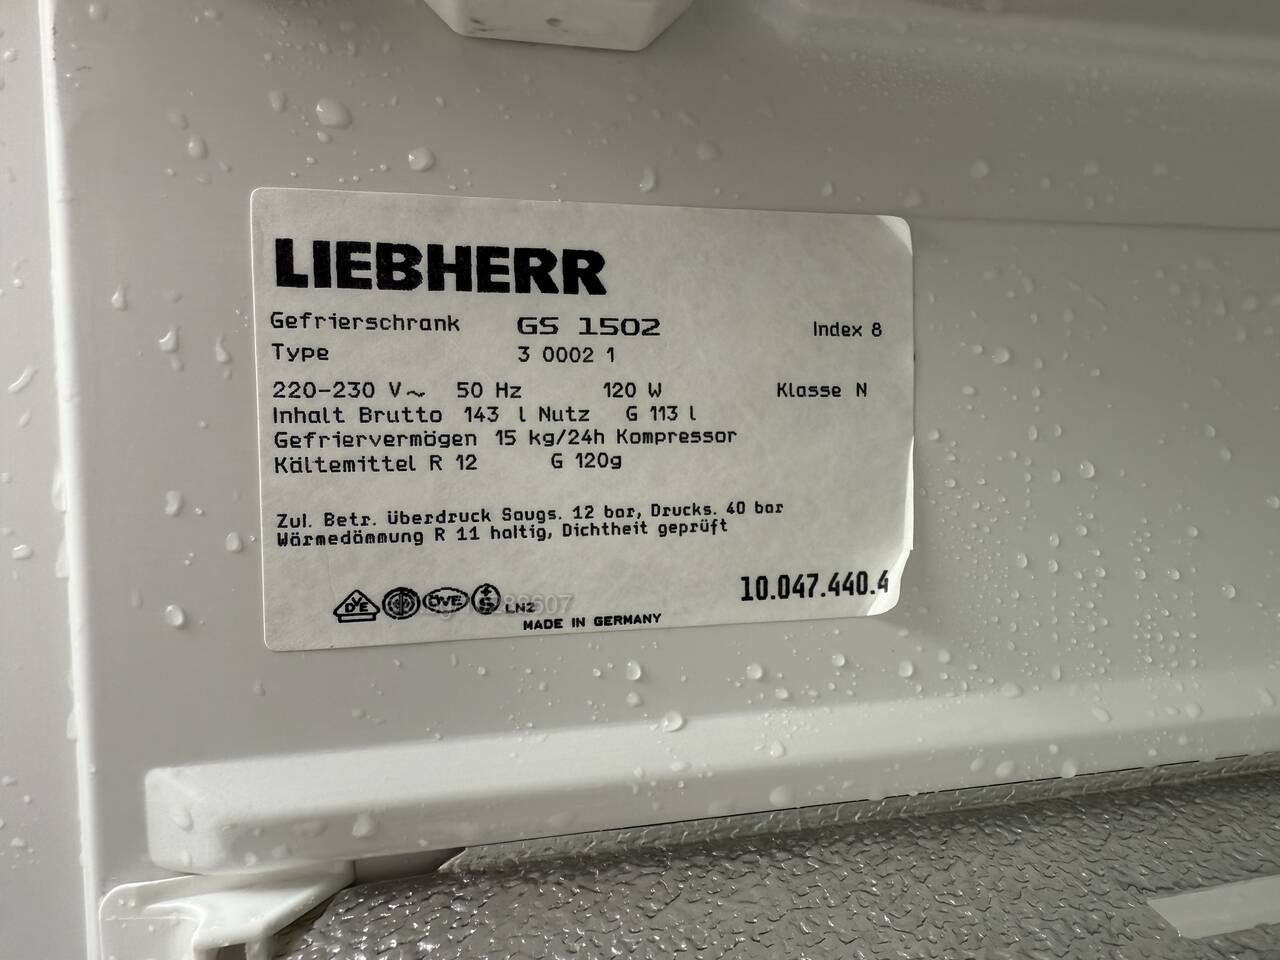 LIEBHERR
Gefrierschrank GS 1502 Index 8
Type 3 0002 1
220-230 V~ 50 Hz 120 W Klasse N
Inhalt Brutto 143 l Nutz G 113 l
Gefriervermögen 15 kg/24h Kompressor
Kältemittel R 12 G 120g
Zul. Betr. überdruck Saugs. 12 bar, Drucks. 40 bar
Wärmedämmung R 11 haltig, Dichtheit geprüft
10.047.440.4
VDE ÖVE S LN2
MADE IN GERMANY